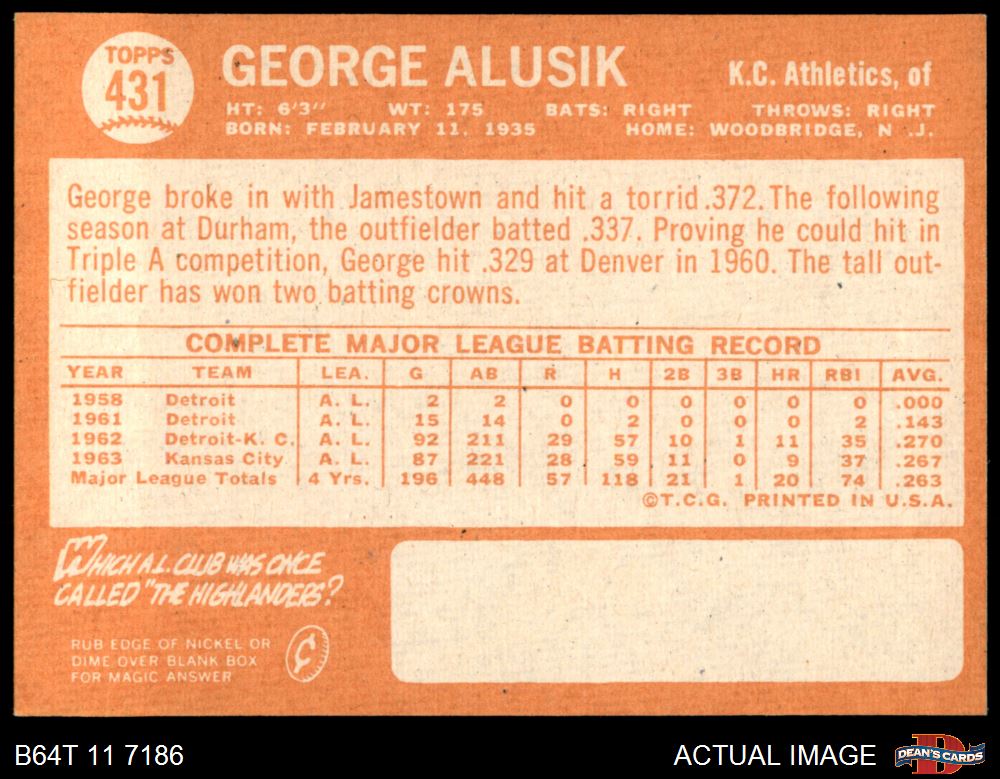 TOPPS
431
GEORGE ALUSIK
K.C. Athletics, of
HT: 6'3" WT: 175 BATS: RIGHT THROWS: RIGHT
BORN: FEBRUARY 11, 1935 HOME: WOODBRIDGE, N .J.
George broke in with Jamestown and hit a torrid .372. The following
season at Durham, the outfielder batted .337. Proving he could hit in
Triple A competition, George hit .329 at Denver in 1960. The tall out-
fielder has won two batting crowns.
COMPLETE MAJOR LEAGUE BATTING RECORD
YEAR TEAM LEA. G AB R H 2B 3B HR RBI AVG.
1958 Detroit A. L. 2 2 0 0 0 0 0 0 .000
1961 Detroit A. L. 15 14 0 2 0 0 0 2 .143
1962 Detroit-K. C. A. L. 92 211 29 57 10 1 11 35 .270
1963 Kansas City A. L. 87 221 28 59 11 0 9 37 .267
Major League Totals 4 Yrs. 196 448 57 118 21 1 20 74 .263
©T.C.G. PRINTED IN U.S.A.
WHICH A.L. CLUB WAS ONCE
CALLED "THE HIGHLANDERS?
RUB EDGE OF NICKEL OR
DIME OVER BLANK BOX
FOR MAGIC ANSWER
¢
B64T 11 7186
ACTUAL IMAGE
DEAN'S CARDS